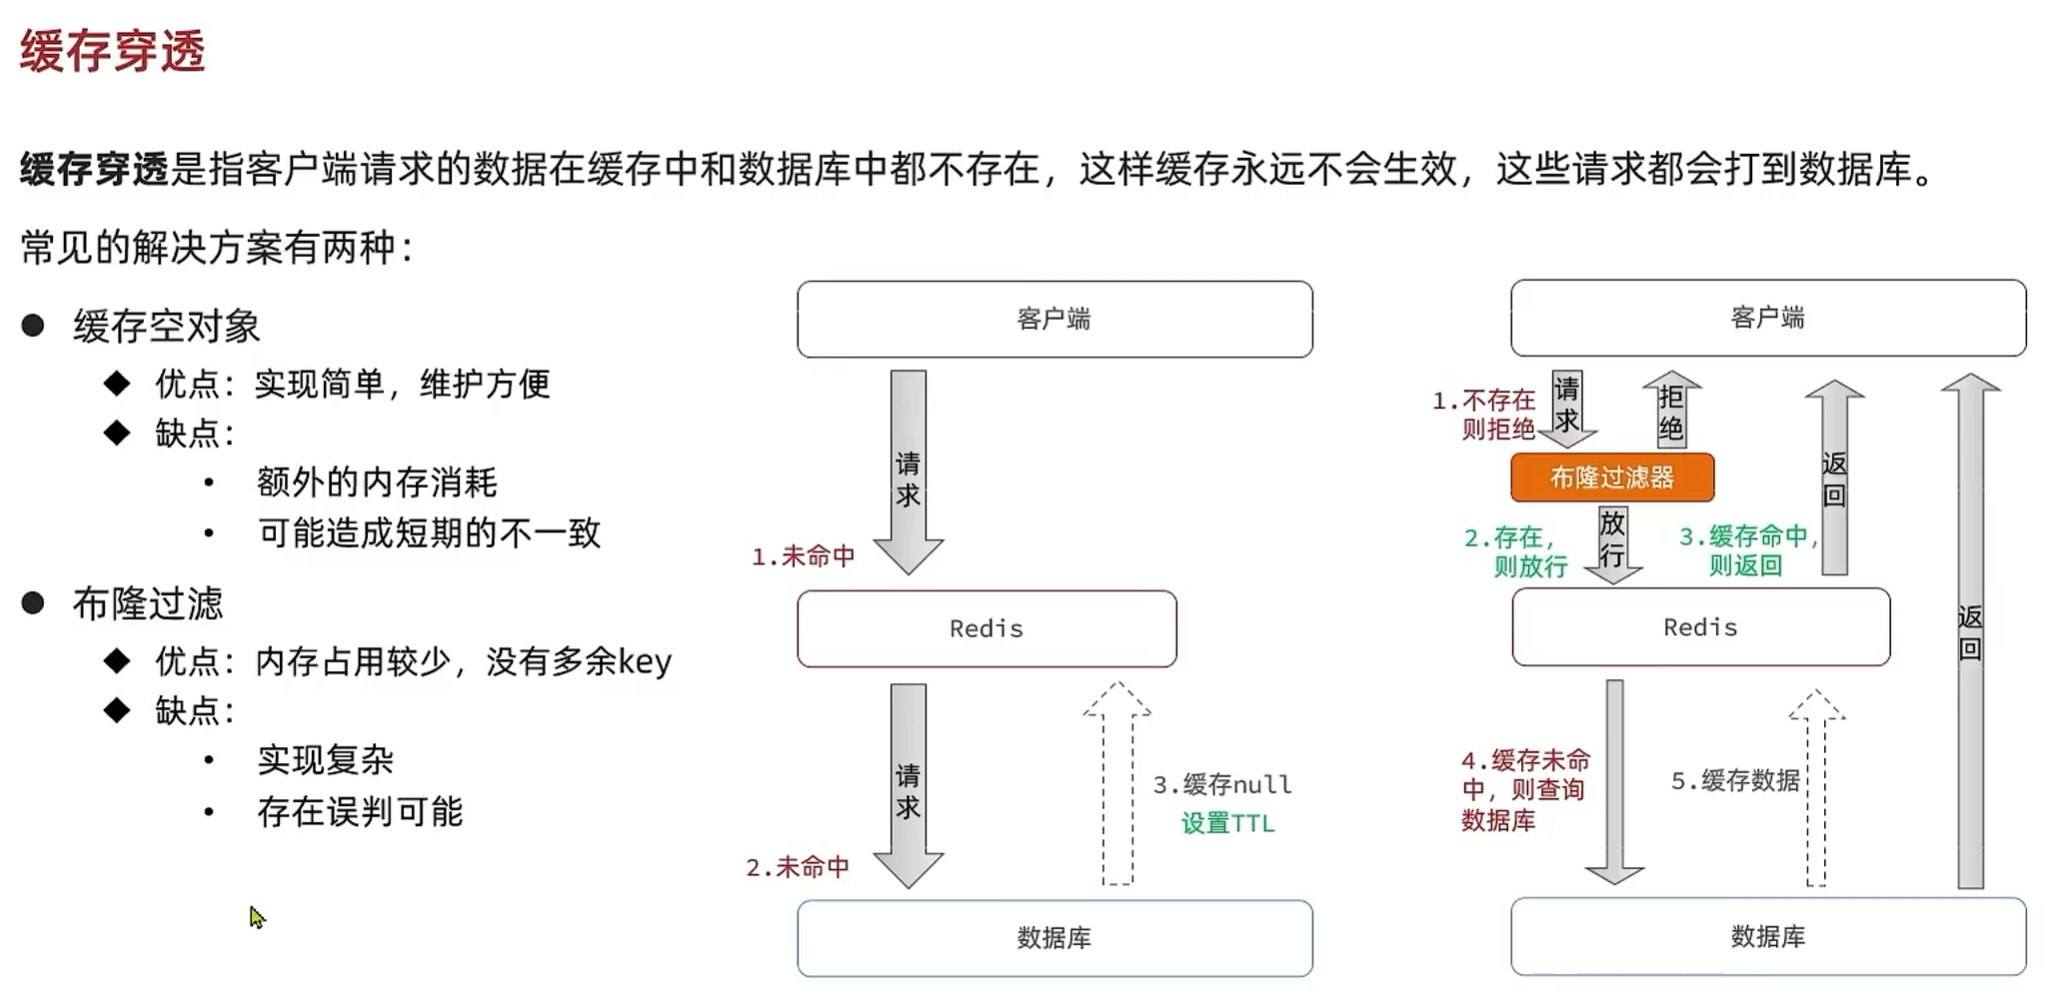 缓存穿透
缓存穿透是指客户端请求的数据在缓存中和数据库中都不存在，这样缓存永远不会生效，这些请求都会打到数据库。
常见的解决方案有两种：
缓存空对象
优点：实现简单，维护方便
缺点：
额外的内存消耗
可能造成短期的不一致
布隆过滤
优点：内存占用较少，没有多余key
缺点：
实现复杂
存在误判可能
客户端
请求
1.未命中
Redis
请求
2.未命中
3.缓存null
设置TTL
数据库
客户端
1.不存在
则拒绝
请求
拒绝
布隆过滤器
2.存在，
则放行
放行
3.缓存命中，
则返回
返回
Redis
4.缓存未命
中，则查询
数据库
5.缓存数据
返回
数据库